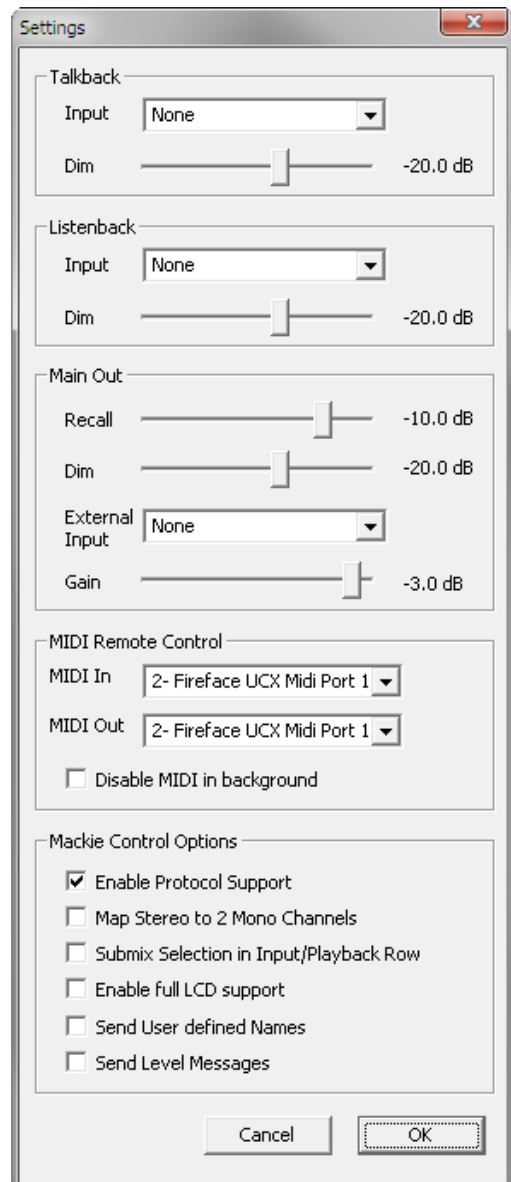 Settings
Talkback
Input None
Dim -20.0 dB
Listenback
Input None
Dim -20.0 dB
Main Out
Recall -10.0 dB
Dim -20.0 dB
External
Input None
Gain -3.0 dB
MIDI Remote Control
MIDI In 2- Fireface UCX Midi Port 1
MIDI Out 2- Fireface UCX Midi Port 1
Disable MIDI in background
Mackie Control Options
Enable Protocol Support
Map Stereo to 2 Mono Channels
Submix Selection in Input/Playback Row
Enable full LCD support
Send User defined Names
Send Level Messages
Cancel OK